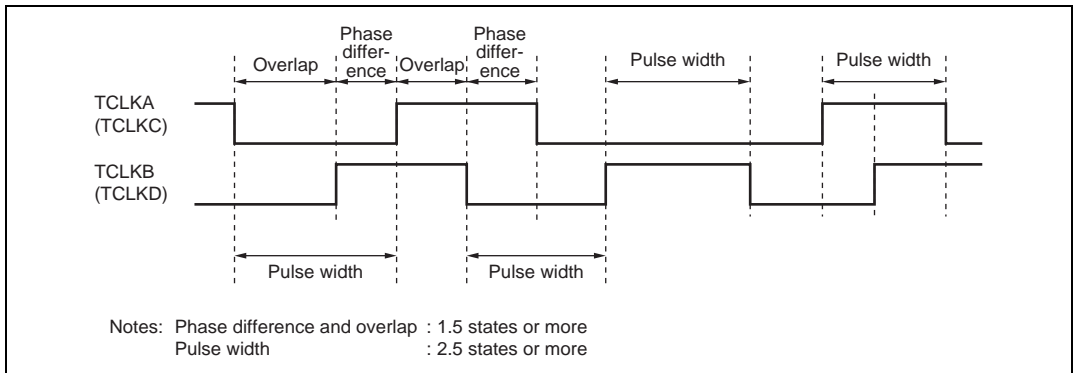 Overlap
Phase
differ-
ence
Overlap
Phase
differ-
ence
Pulse width
Pulse width
TCLKA
(TCLKC)
TCLKB
(TCLKD)
Pulse width
Pulse width
Notes: Phase difference and overlap : 1.5 states or more
Pulse width : 2.5 states or more